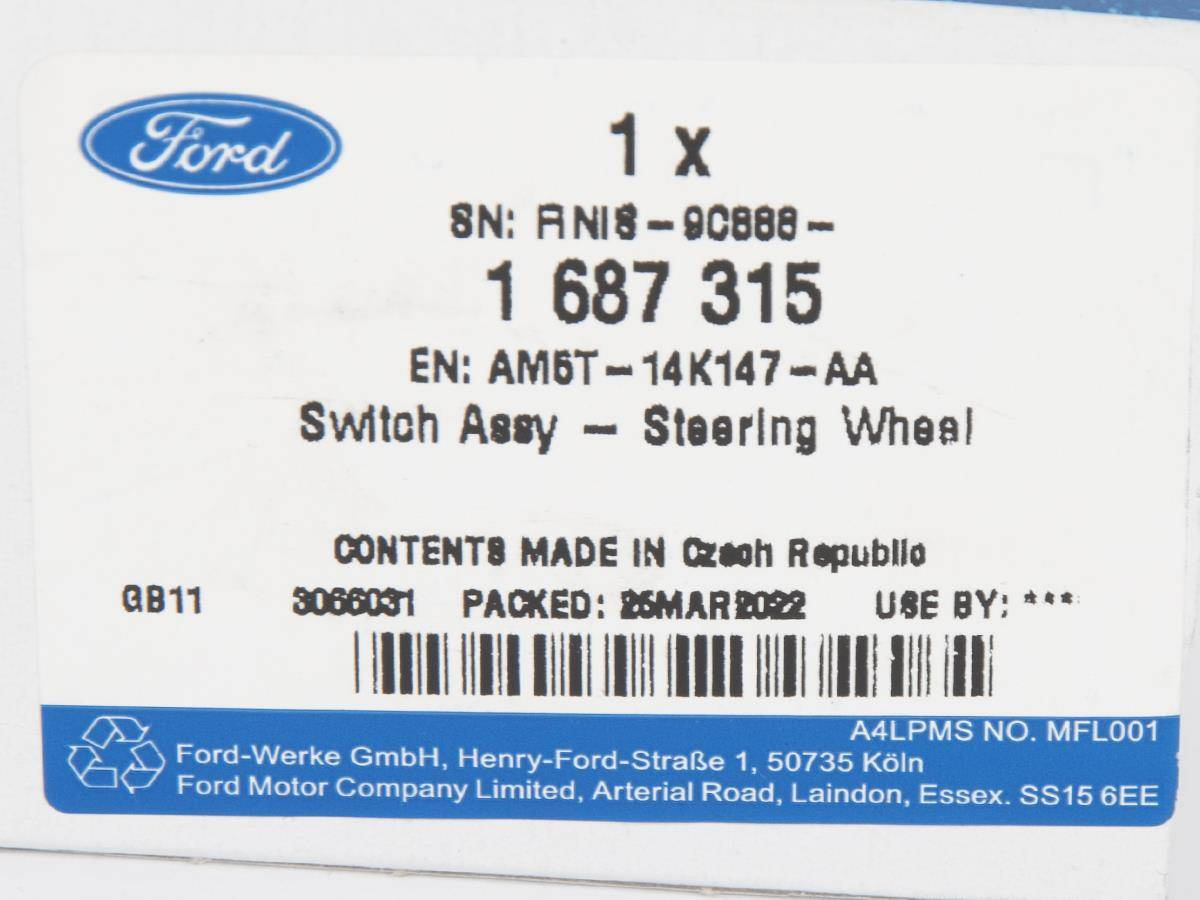 Ford
1 x
SN: FINIS-9C888-
1 687 315
EN: AM5T-14K147-AA
Switch Assy - Steering Wheel
CONTENTS MADE IN Czech Republic
GB11 3066031 PACKED: 25MAR2022 USE BY: ***
A4LPMS NO. MFL001
Ford-Werke GmbH, Henry-Ford-Straße 1, 50735 Köln
Ford Motor Company Limited, Arterial Road, Laindon, Essex. SS15 6EE